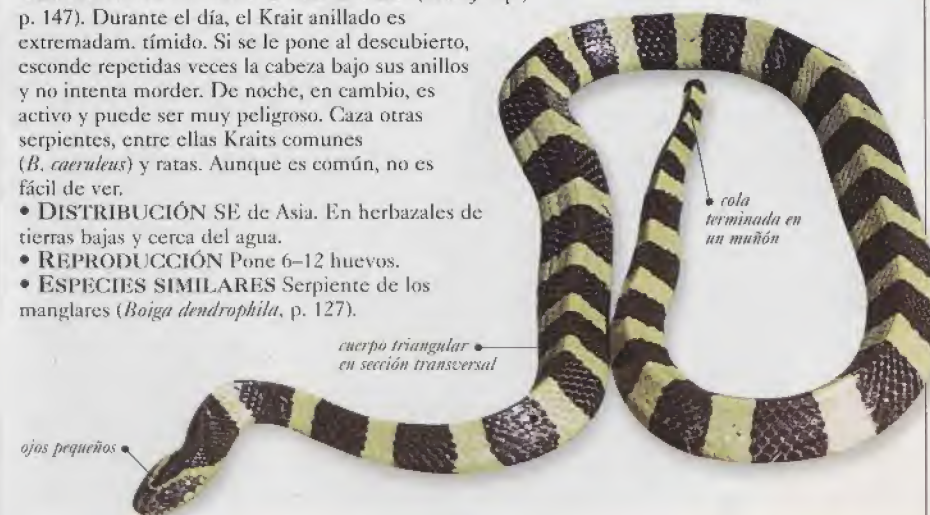 p. 147). Durante el día, el Krait anillado es
extremadam. tímido. Si se le pone al descubierto,
esconde repetidas veces la cabeza bajo sus anillos
y no intenta morder. De noche, en cambio, es
activo y puede ser muy peligroso. Caza otras
serpientes, entre ellas Kraits comunes
(B. caeruleus) y ratas. Aunque es común, no es
fácil de ver.
• DISTRIBUCIÓN SE de Asia. En herbazales de
tierras bajas y cerca del agua.
• REPRODUCCIÓN Pone 6–12 huevos.
• ESPECIES SIMILARES Serpiente de los
manglares (Boiga dendrophila, p. 127).
• cola
terminada en
un muñón
cuerpo triangular •
en sección transversal
ojos pequeños •